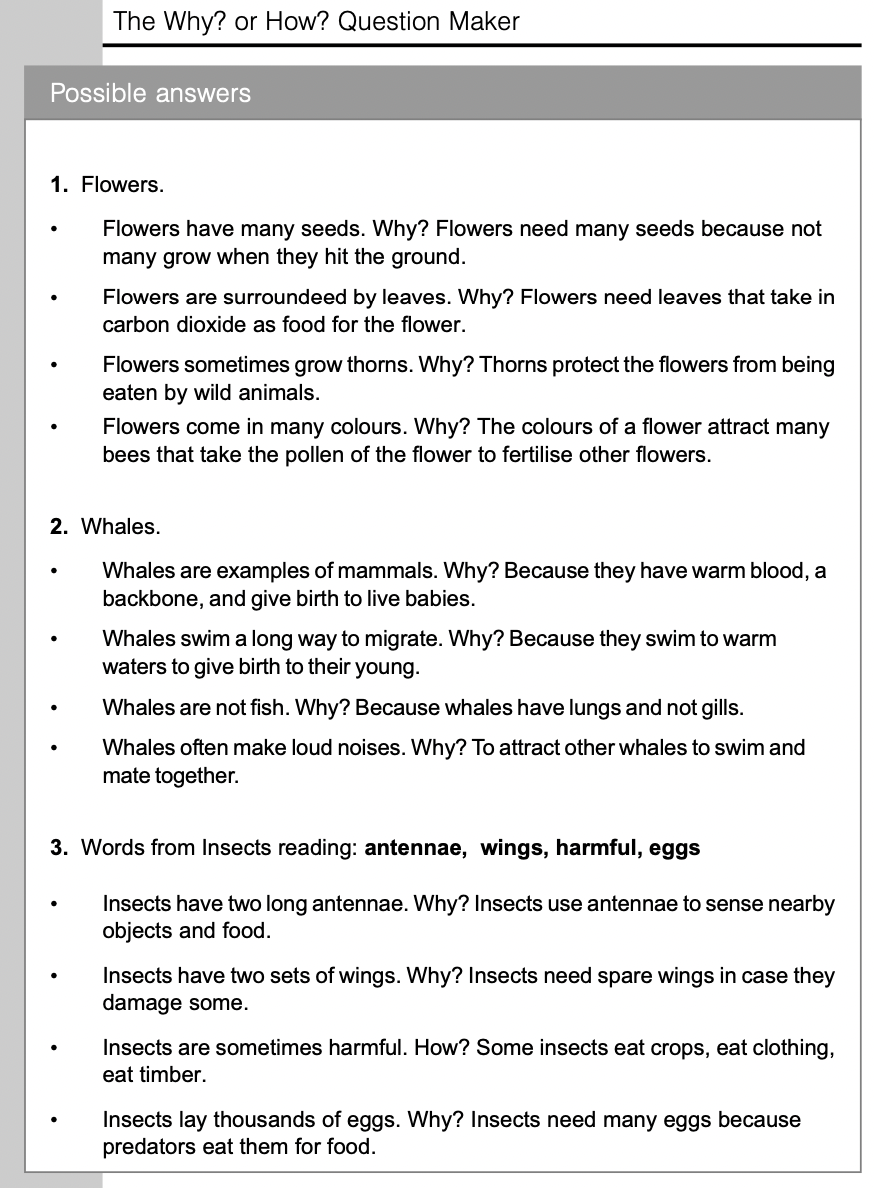 The Why? or How? Question Maker
Possible answers
1. Flowers.
• Flowers have many seeds. Why? Flowers need many seeds because not
many grow when they hit the ground.
• Flowers are surroundeed by leaves. Why? Flowers need leaves that take in
carbon dioxide as food for the flower.
• Flowers sometimes grow thorns. Why? Thorns protect the flowers from being
eaten by wild animals.
• Flowers come in many colours. Why? The colours of a flower attract many
bees that take the pollen of the flower to fertilise other flowers.
2. Whales.
• Whales are examples of mammals. Why? Because they have warm blood, a
backbone, and give birth to live babies.
• Whales swim a long way to migrate. Why? Because they swim to warm
waters to give birth to their young.
• Whales are not fish. Why? Because whales have lungs and not gills.
• Whales often make loud noises. Why? To attract other whales to swim and
mate together.
3. Words from Insects reading: antennae, wings, harmful, eggs
• Insects have two long antennae. Why? Insects use antennae to sense nearby
objects and food.
• Insects have two sets of wings. Why? Insects need spare wings in case they
damage some.
• Insects are sometimes harmful. How? Some insects eat crops, eat clothing,
eat timber.
• Insects lay thousands of eggs. Why? Insects need many eggs because
predators eat them for food.